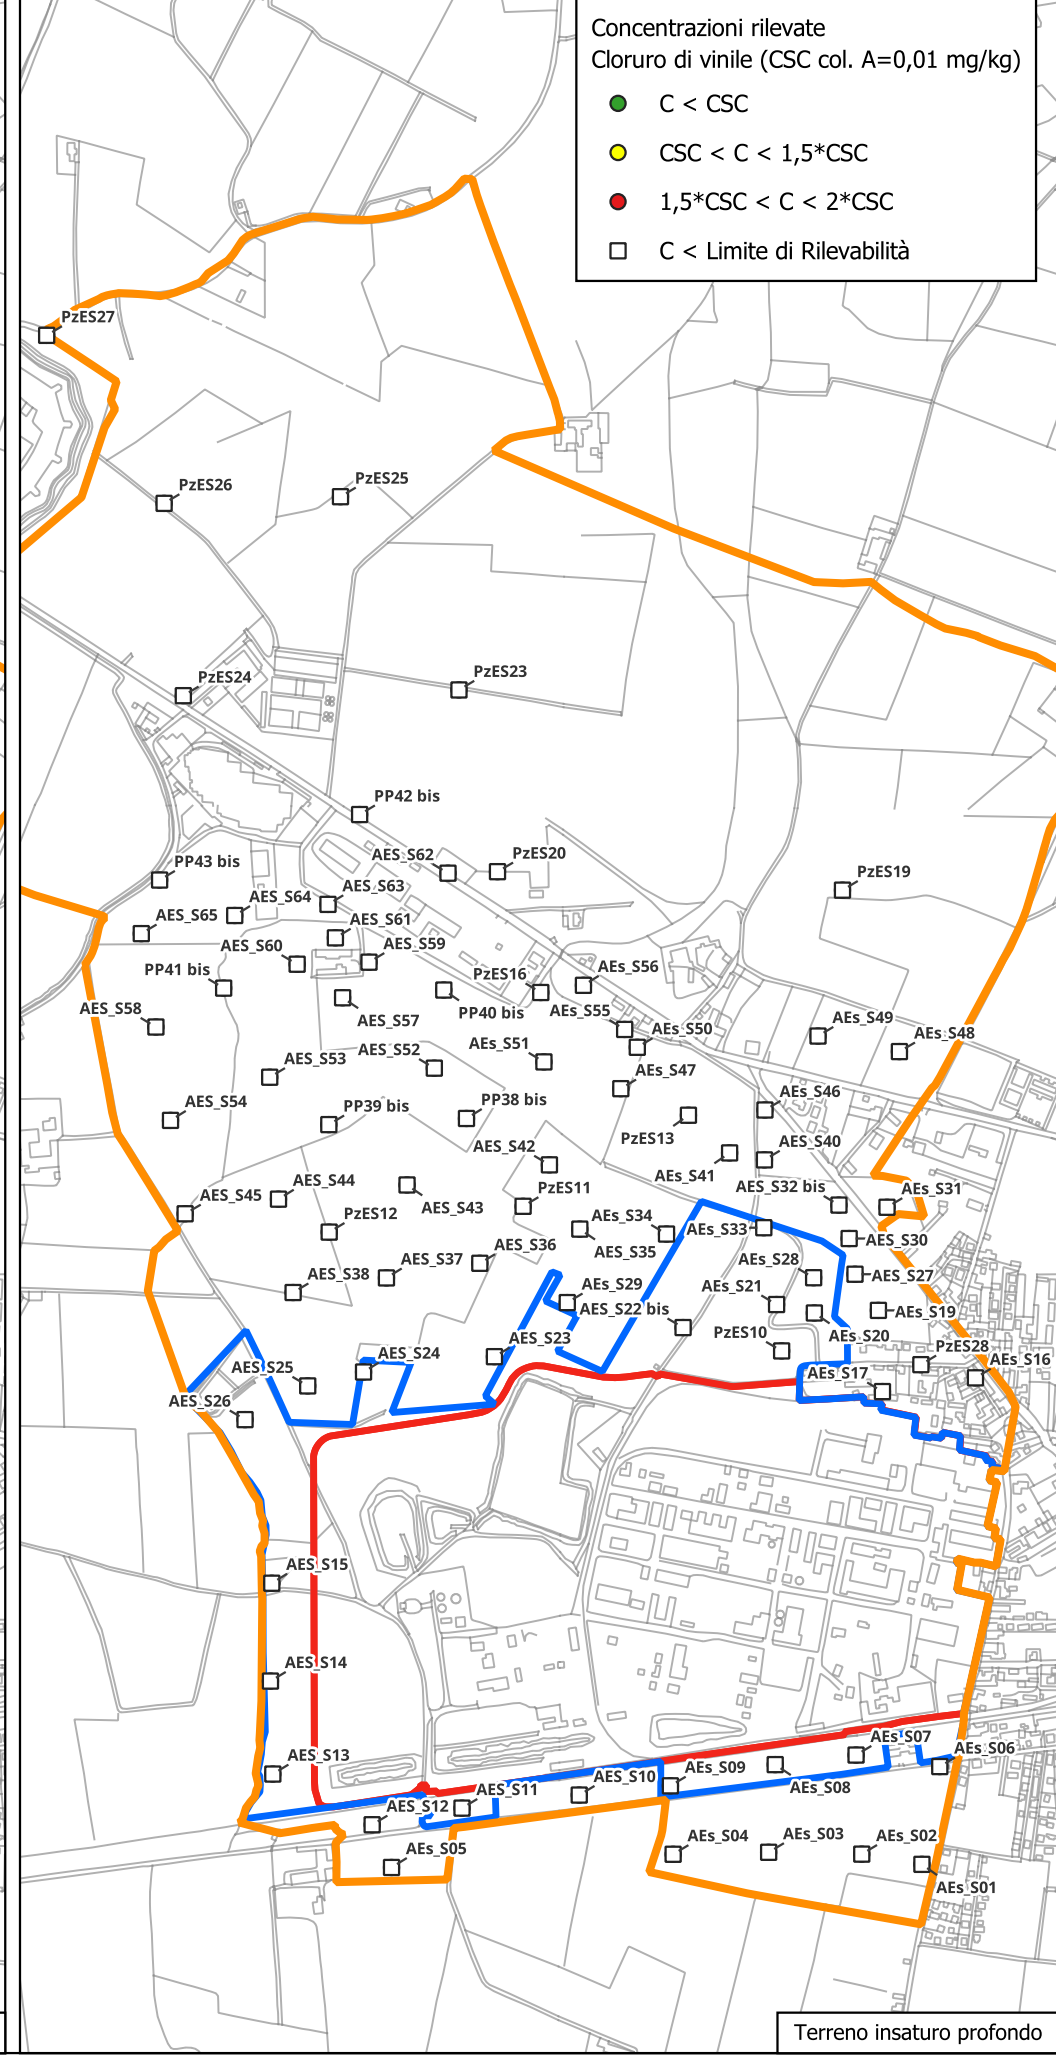 Concentrazioni rilevate
Cloruro di vinile (CSC col. A=0,01 mg/kg)
C < CSC
CSC < C < 1,5*CSC
1,5*CSC < C < 2*CSC
C < Limite di Rilevabilità
PzES27
PzES26
PzES25
PzES24
PzES23
PP42 bis
AES_S62
PzES20
PP43 bis
PzES19
AES_S63
AES_S64
AES_S65
AES_S61
AES_S60
AES_S59
PP41 bis
PzES16
AEs_S56
AES_S58
AES_S57
PP40 bis
AEs_S55
AEs_S50
AEs_S49
AEs_S48
AES_S53
AES_S52
AEs_S51
AEs_S47
AEs_S46
AES_S54
PP39 bis
PP38 bis
PzES13
AES_S42
AEs_S41
AEs_S40
AES_S44
AES_S45
AES_S43
PzES11
AES_S32 bis
AEs_S31
PzES12
AEs_S34
AEs_S33
AEs_S30
AES_S36
AES_S35
AES_S37
AES_S38
AEs_S28
AEs_S27
AEs_S29
AEs_S21
AES_S22 bis
AEs_S19
AEs_S20
AES_S23
PzES10
PzES28
AES_S24
AEs_S16
AES_S25
AEs_S17
AES_S26
AES_S15
AES_S14
AES_S13
AEs_S07
AEs_S06
AEs_S09
AEs_S10
AEs_S08
AES_S11
AES_S12
AEs_S05
AEs_S04
AEs_S03
AEs_S02
AEs_S01
Terreno insaturo profondo